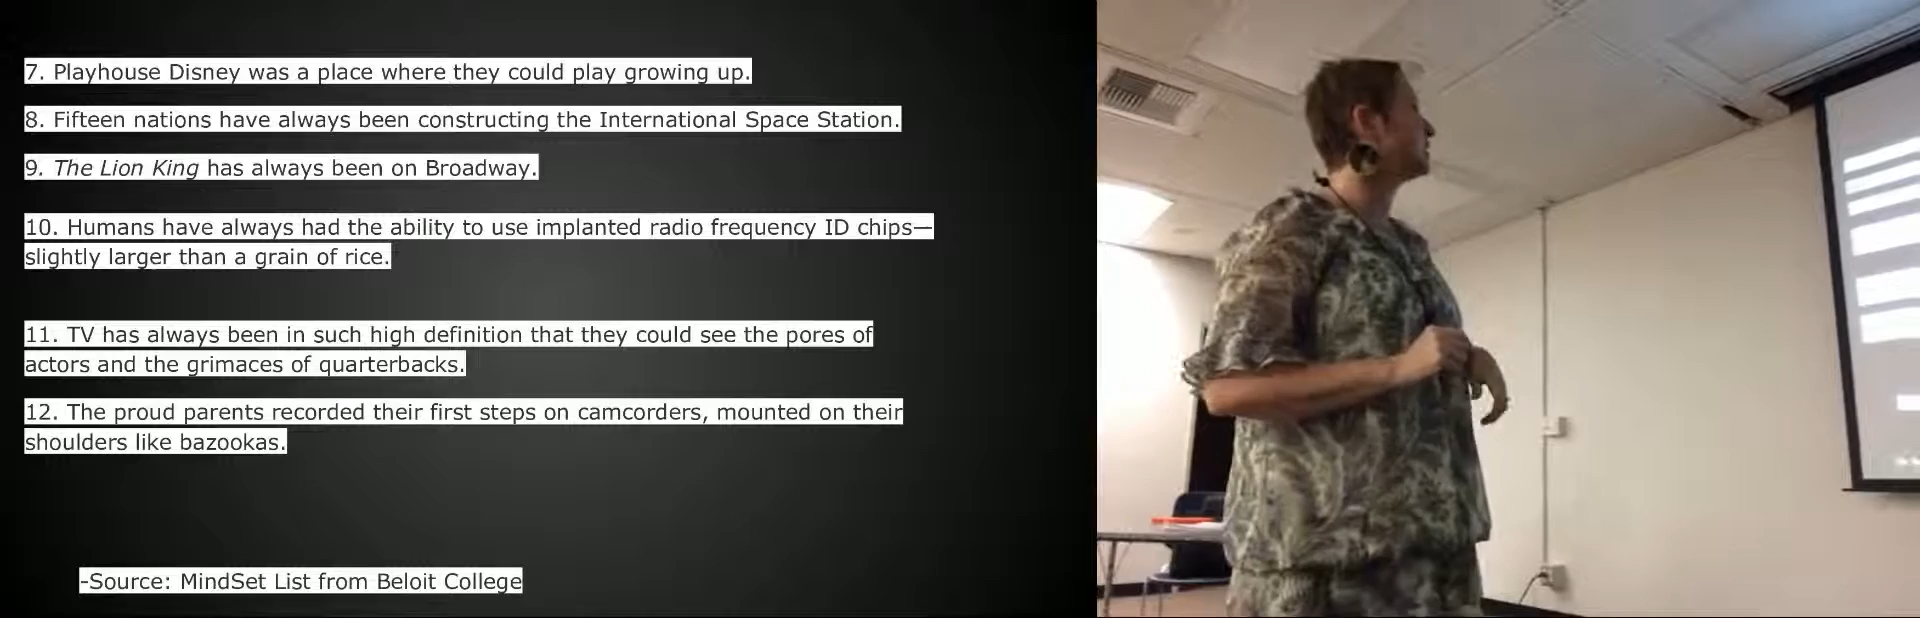 7. Playhouse Disney was a place where they could play growing up.
8. Fifteen nations have always been constructing the International Space Station.
9. The Lion King has always been on Broadway.
10. Humans have always had the ability to use implanted radio frequency ID chips—
slightly larger than a grain of rice.
11. TV has always been in such high definition that they could see the pores of
actors and the grimaces of quarterbacks.
12. The proud parents recorded their first steps on camcorders, mounted on their
shoulders like bazookas.
-Source: MindSet List from Beloit College